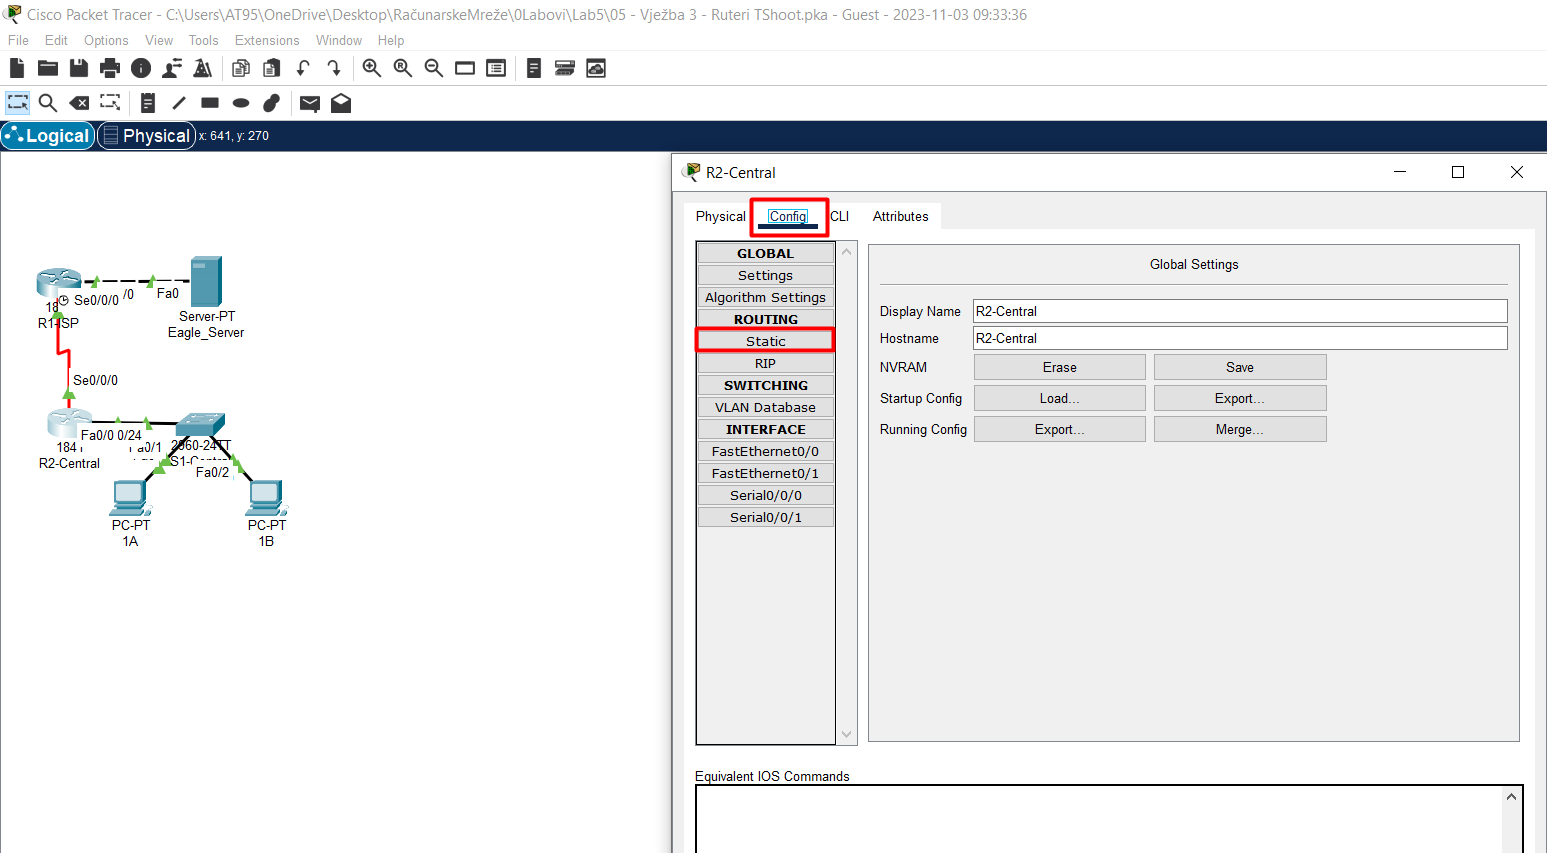 Cisco Packet Tracer - C:\Users\AT95\OneDrive\Desktop\RačunarskeMreže\0Labovi\Lab5\05 - Vježba 3 - Ruteri TShoot.pka - Guest - 2023-11-03 09:33:36
File Edit Options View Tools Extensions Window Help
Logical Physical x: 641, y: 270
R2-Central
Physical Config CLI Attributes
GLOBAL
Settings
Algorithm Settings
ROUTING
Static
RIP
SWITCHING
VLAN Database
INTERFACE
FastEthernet0/0
FastEthernet0/1
Serial0/0/0
Serial0/0/1
Global Settings
Display Name R2-Central
Hostname R2-Central
NVRAM Erase Save
Startup Config Load... Export...
Running Config Export... Merge...
Equivalent IOS Commands
Se0/0/0 /0 Fa0
18
R1-ISP
Server-PT
Eagle_Server
Se0/0/0
Fa0/0 0/24
184
R2-Central
a0/1
2960-24TT
Fa0/2
PC-PT
1A
PC-PT
1B